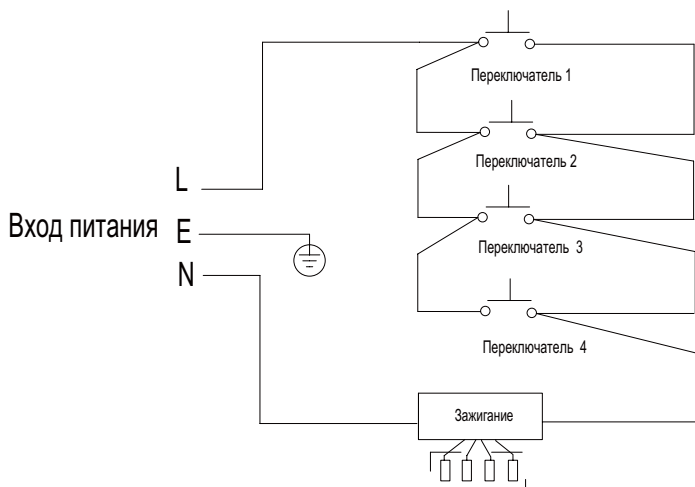 Переключатель 1
Переключатель 2
L
Вход питания E
Переключатель 3
N
Переключатель 4
Зажигание